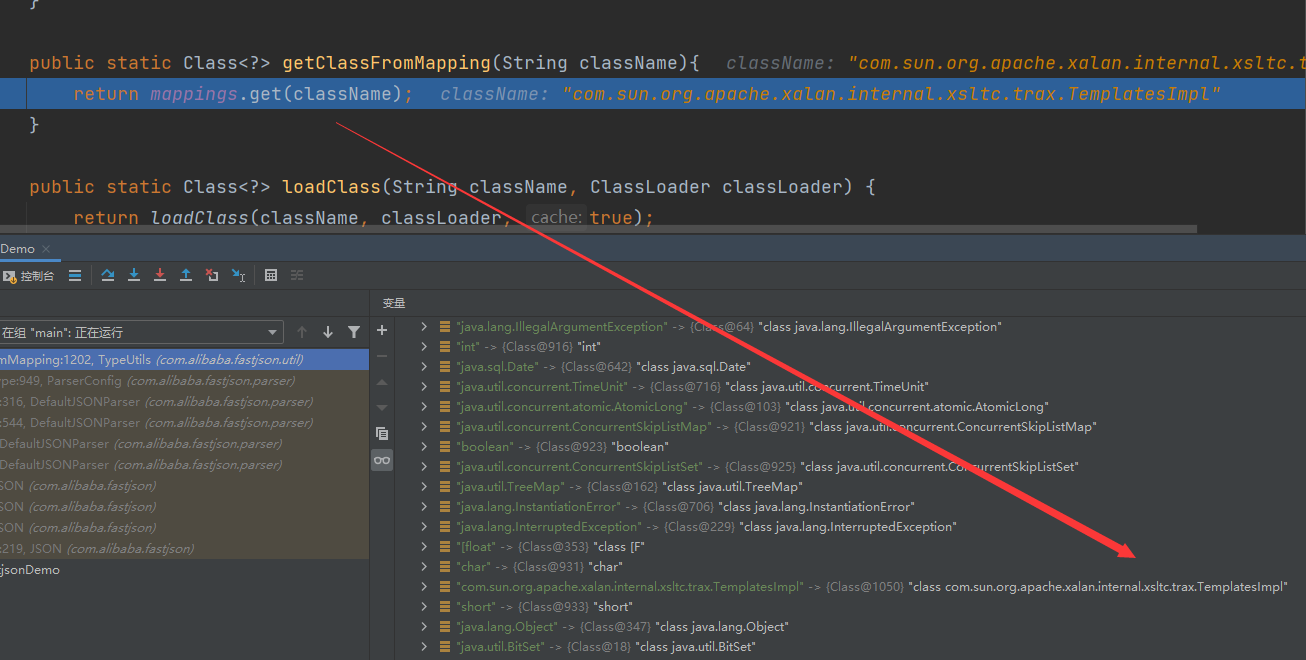 }
public static Class<?> getClassFromMapping(String className){ className: "com.sun.org.apache.xalan.internal.xsltc.t
return mappings.get(className); className: "com.sun.org.apache.xalan.internal.xsltc.trax.TemplatesImpl"
}
public static Class<?> loadClass(String className, ClassLoader classLoader) {
return loadClass(className, classLoader, cache: true);
Demo
控制台
变量
在组 "main": 正在运行
mMapping:1202, TypeUtils (com.alibaba.fastjson.util)
ype:949, ParserConfig (com.alibaba.fastjson.parser)
:316, DefaultJSONParser (com.alibaba.fastjson.parser)
:544, DefaultJSONParser (com.alibaba.fastjson.parser)
DefaultJSONParser (com.alibaba.fastjson.parser)
DefaultJSONParser (com.alibaba.fastjson.parser)
SON (com.alibaba.fastjson)
SON (com.alibaba.fastjson)
SON (com.alibaba.fastjson)
:219, JSON (com.alibaba.fastjson)
tjsonDemo
"java.lang.IllegalArgumentException" -> {Class@64} "class java.lang.IllegalArgumentException"
"int" -> {Class@916} "int"
"java.sql.Date" -> {Class@642} "class java.sql.Date"
"java.util.concurrent.TimeUnit" -> {Class@716} "class java.util.concurrent.TimeUnit"
"java.util.concurrent.atomic.AtomicLong" -> {Class@103} "class java.util.concurrent.atomic.AtomicLong"
"java.util.concurrent.ConcurrentSkipListMap" -> {Class@921} "class java.util.concurrent.ConcurrentSkipListMap"
"boolean" -> {Class@923} "boolean"
"java.util.concurrent.ConcurrentSkipListSet" -> {Class@925} "class java.util.concurrent.ConcurrentSkipListSet"
"java.util.TreeMap" -> {Class@162} "class java.util.TreeMap"
"java.lang.InstantiationError" -> {Class@706} "class java.lang.InstantiationError"
"java.lang.InterruptedException" -> {Class@229} "class java.lang.InterruptedException"
"[float" -> {Class@353} "class [F"
"char" -> {Class@931} "char"
"com.sun.org.apache.xalan.internal.xsltc.trax.TemplatesImpl" -> {Class@1050} "class com.sun.org.apache.xalan.internal.xsltc.trax.TemplatesImpl"
"short" -> {Class@933} "short"
"java.lang.Object" -> {Class@347} "class java.lang.Object"
"java.util.BitSet" -> {Class@18} "class java.util.BitSet"